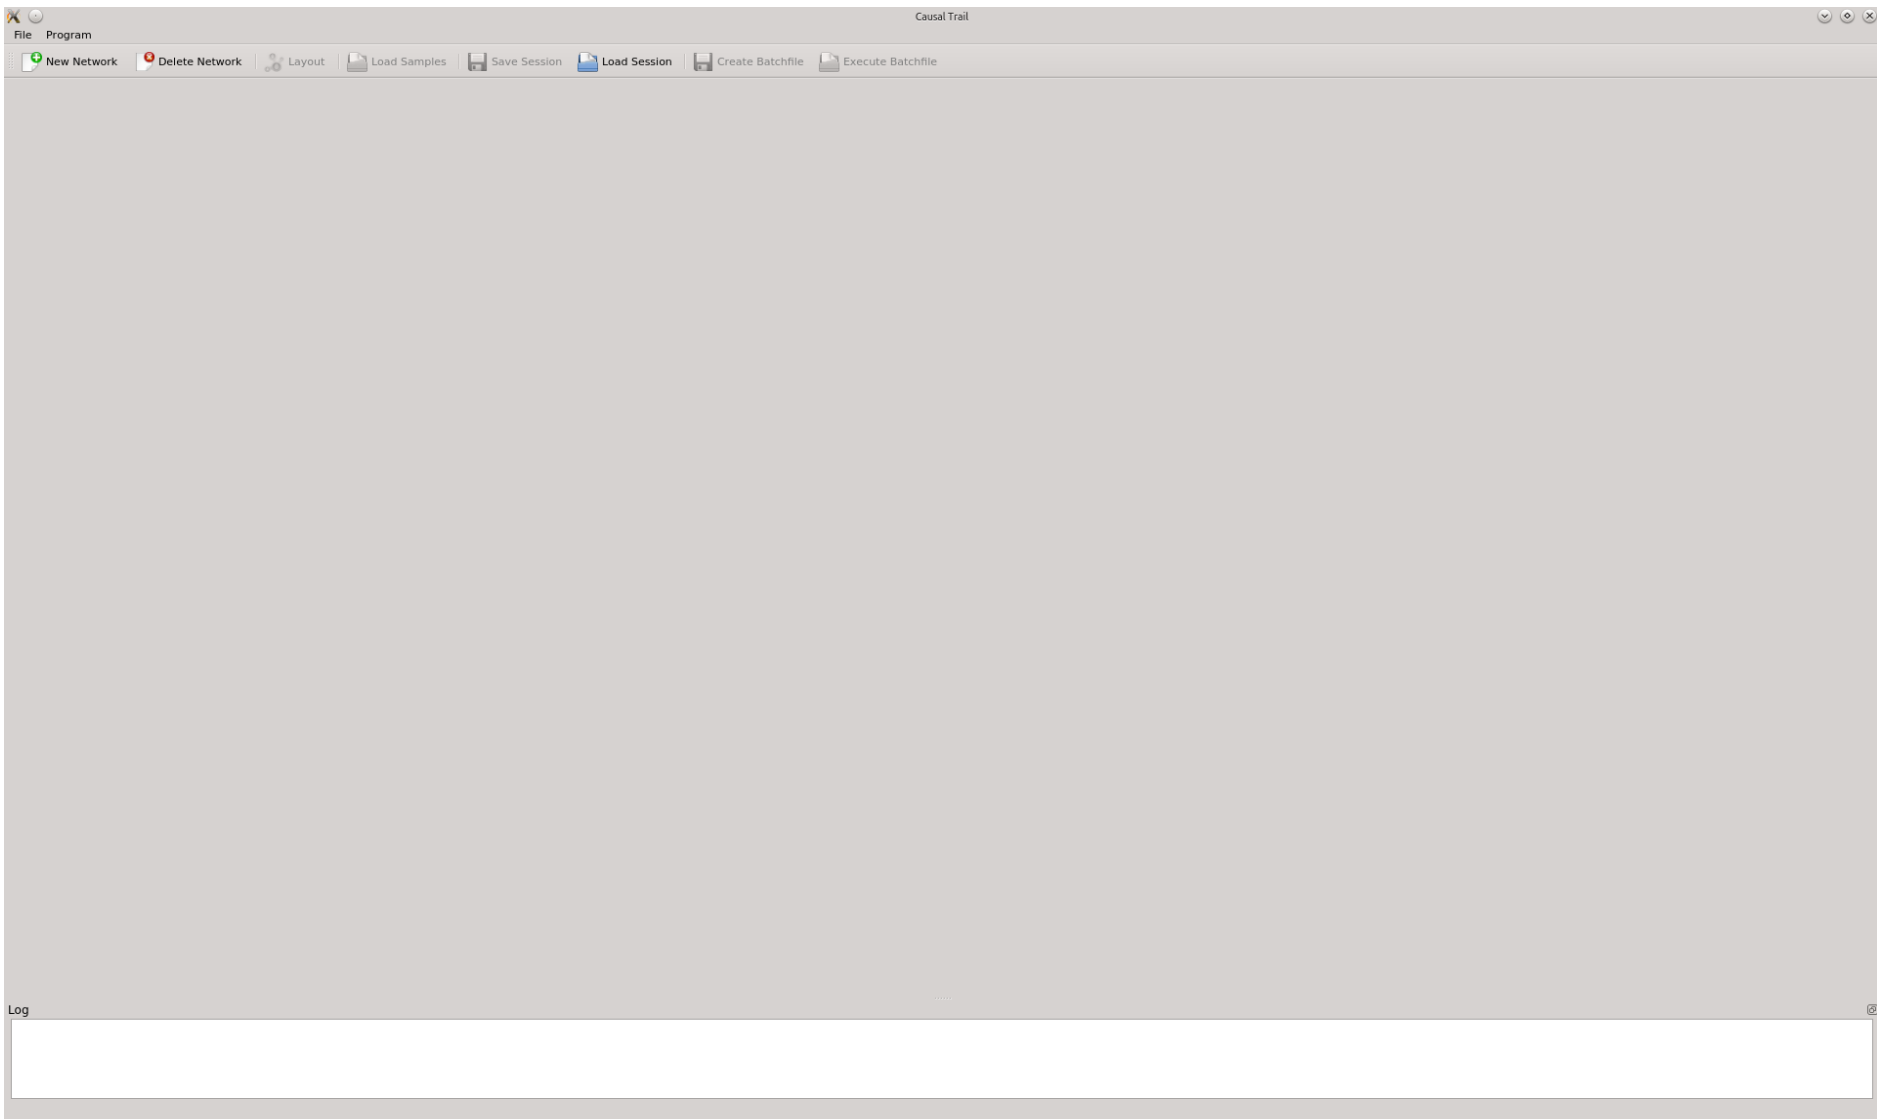 Causal Trail
File Program
New Network Delete Network Layout Load Samples Save Session Load Session Create Batchfile Execute Batchfile
Log